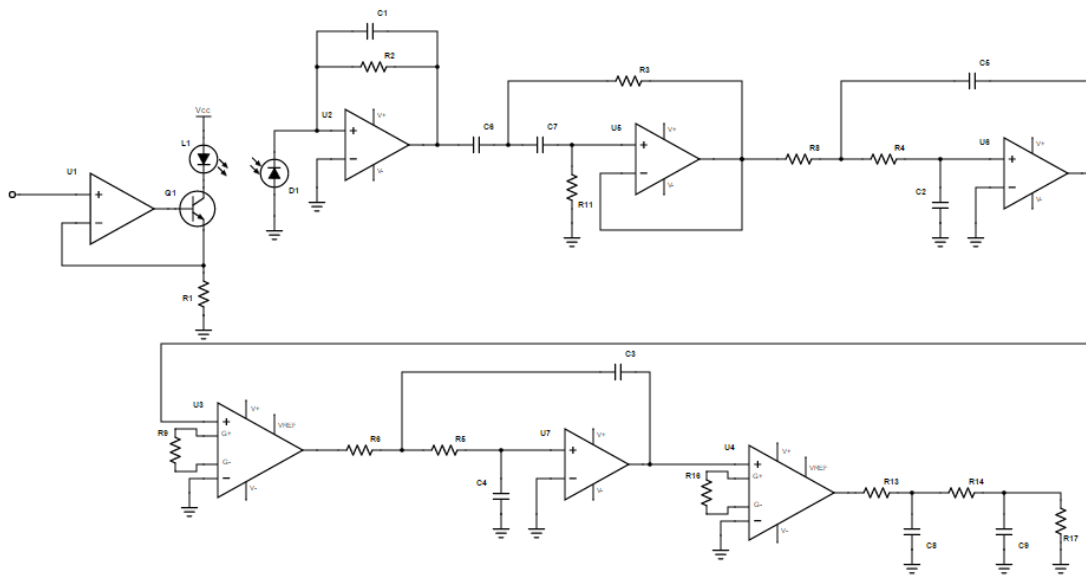 C1
R2
U2
V+
V-
D1
Vcc
L1
Q1
U1
R1
C6
C7
R3
U5
V+
V-
R11
R8
R4
C5
C2
U6
V+
V-
U3
V+
VREF
G+
G-
V-
R9
R6
R5
C3
C4
U7
V+
V-
U4
V+
VREF
G+
G-
V-
R16
R13
R14
C8
C9
R17